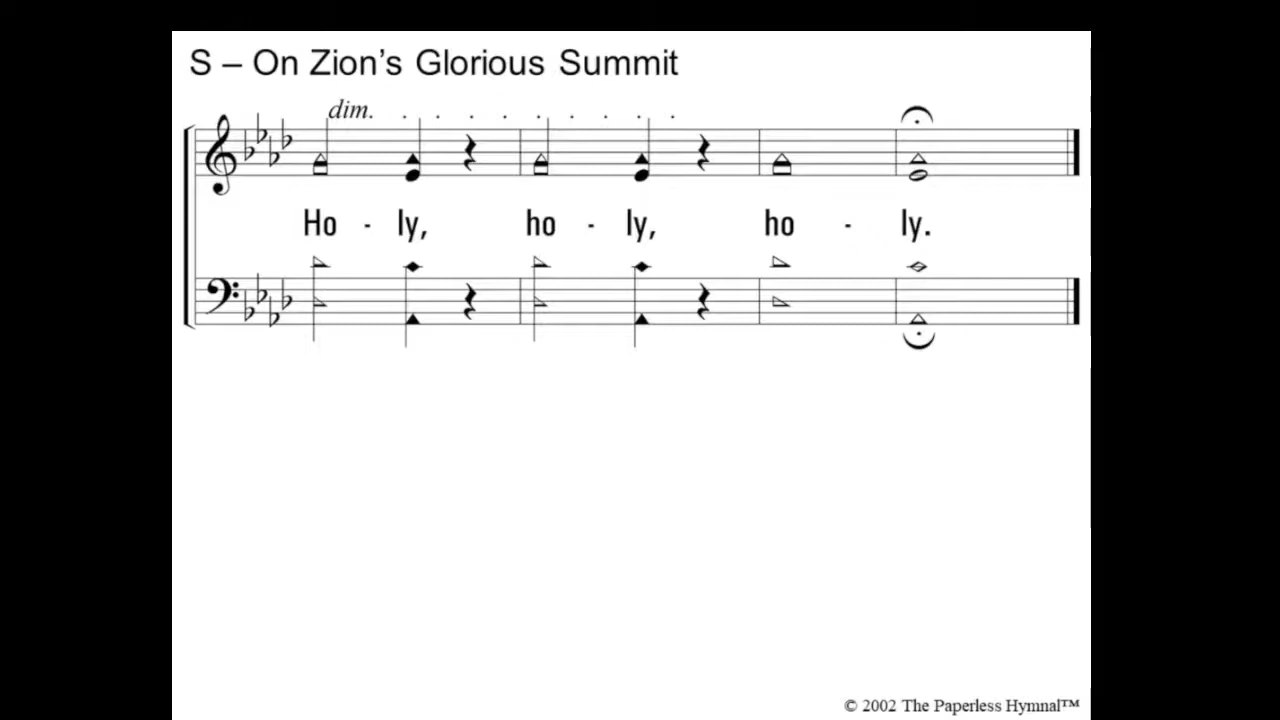 S – On Zion’s Glorious Summit
dim. . . . . . . . . .
Ho - ly, ho - ly, ho - ly.
© 2002 The Paperless Hymnal™